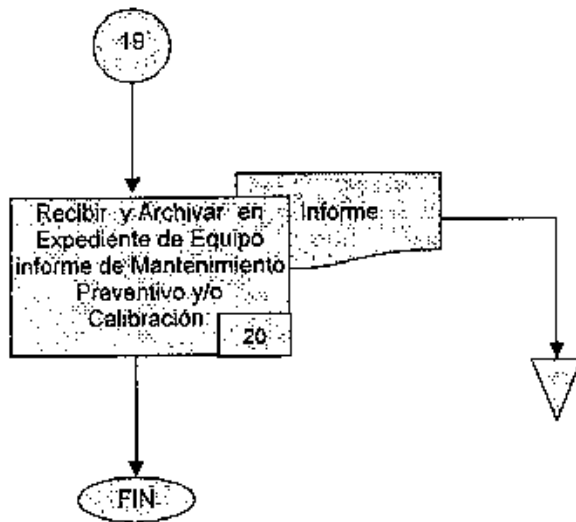 19
Recibir y Archivar en
Expediente de Equipo
informe de Mantenimiento
Preventivo y/o
Calibración
20
Informe
FIN